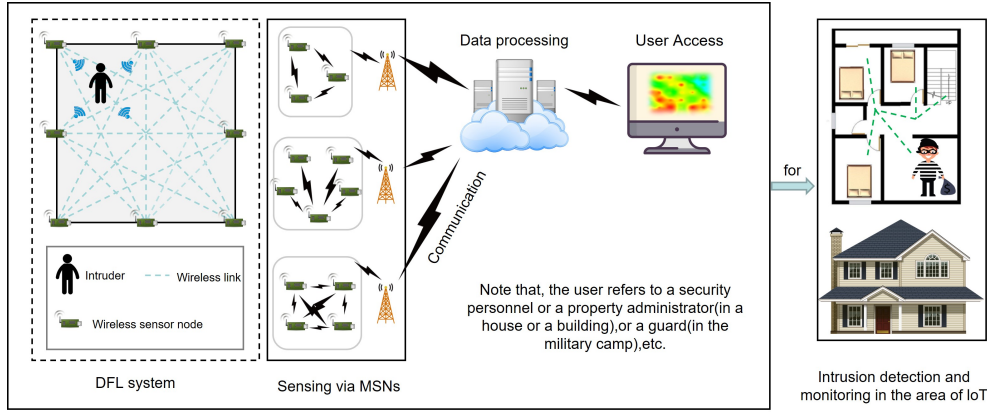 Data processing
User Access
Communication
for
Intruder
Wireless link
Wireless sensor node
Note that, the user refers to a security
personnel or a property administrator(in a
house or a building),or a guard(in the
military camp),etc.
DFL system
Sensing via MSNs
Intrusion detection and
monitoring in the area of IoT